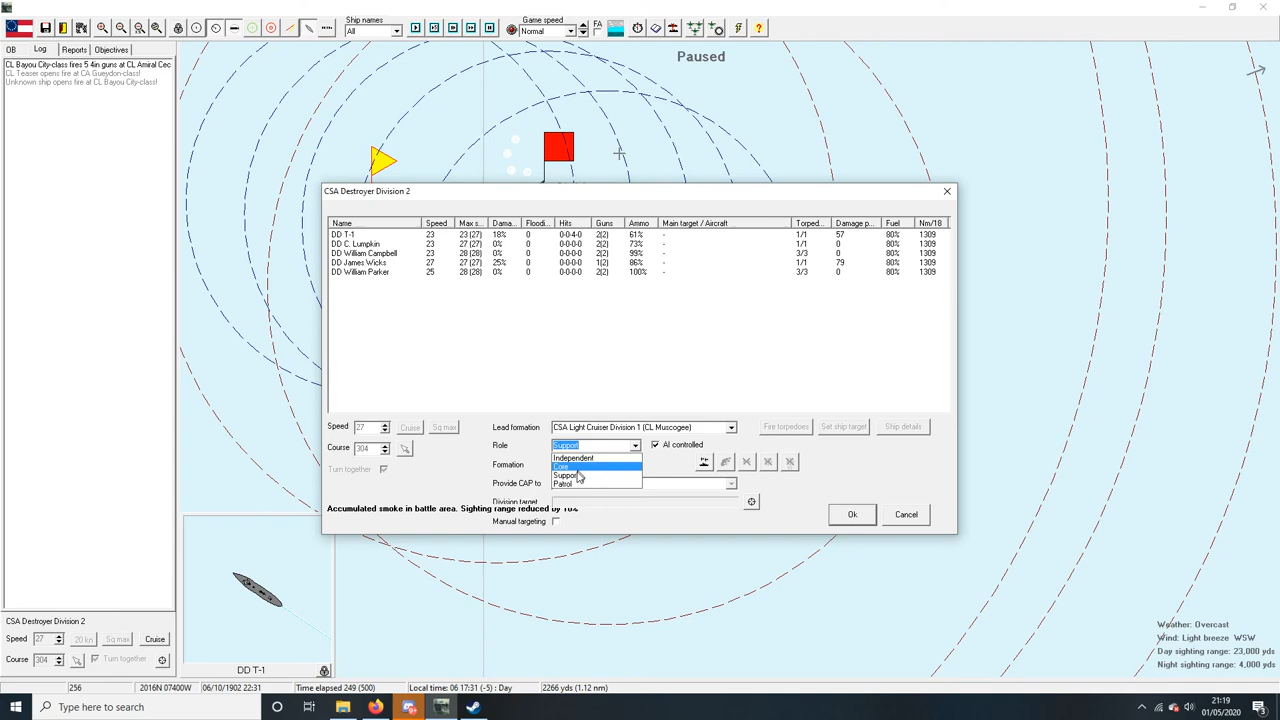 Ship names
All
Game speed
Normal
FA
OB Log Reports Objectives
CL Bayou City-class fires 5 4in guns at CL Amiral Cec
CL Teaser opens fire at CA Gueydon-class!
Unknown ship opens fire at CL Bayou City-class!
Paused
CSA Destroyer Division 2
Name Speed Max s... Dama... Floodi... Hits Guns Ammo Main target / Aircraft Torped... Damage p... Fuel Nm/18
DD T-1 23 23 (27) 18% 0 0-0-4-0 2(2) 61% - 1/1 57 80% 1309
DD C. Lumpkin 23 27 (27) 0% 0 0-0-0-0 2(2) 73% - 1/1 0 80% 1309
DD William Campbell 23 28 (28) 0% 0 0-0-0-0 2(2) 99% - 3/3 0 80% 1309
DD James Wicks 27 27 (27) 25% 0 0-0-0-0 1(2) 86% - 1/1 79 80% 1309
DD William Parker 25 28 (28) 0% 0 0-0-0-0 2(2) 100% - 3/3 0 80% 1309
Speed 27 Cruise Sq max
Course 304
Turn together
Lead formation CSA Light Cruiser Division 1 (CL Muscogee)
Fire torpedoes Set ship target Ship details
Role Support AI controlled
Independent
Core
Support
Patrol
Formation
Provide CAP to
Division target
Manual targeting
Accumulated smoke in battle area. Sighting range reduced by 10%
Ok Cancel
CSA Destroyer Division 2
Speed 27 20 kn Sq max Cruise
Course 304 Turn together
DD T-1
Weather: Overcast
Wind: Light breeze WSW
Day sighting range: 23,000 yds
Night sighting range: 4,000 yds
256 2016N 07400W 06/10/1902 22:31 Time elapsed 249 (500) Local time: 06 17:31 (-5) : Day 2266 yds (1.12 nm)
Type here to search
21:19
01/05/2020